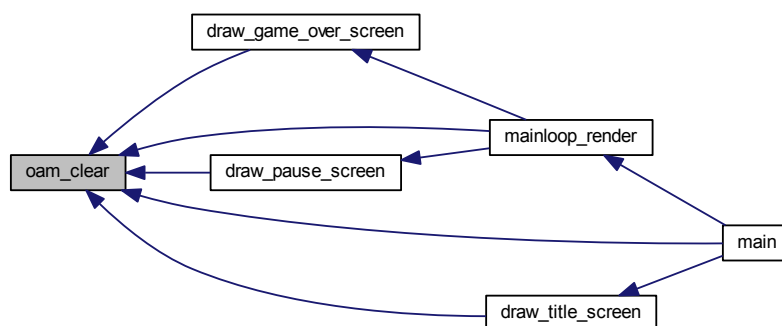 draw_game_over_screen
mainloop_render
oam_clear
draw_pause_screen
main
draw_title_screen